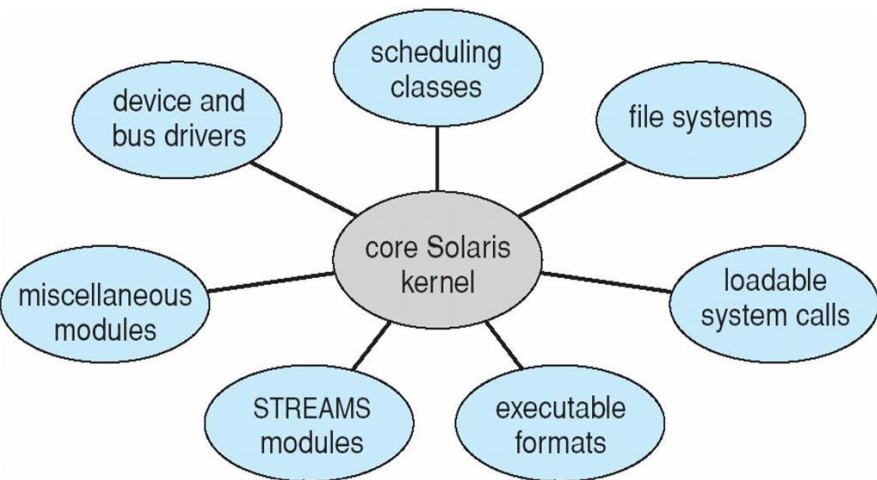 scheduling
classes
device and
bus drivers
file systems
core Solaris
kernel
miscellaneous
modules
loadable
system calls
STREAMS
modules
executable
formats